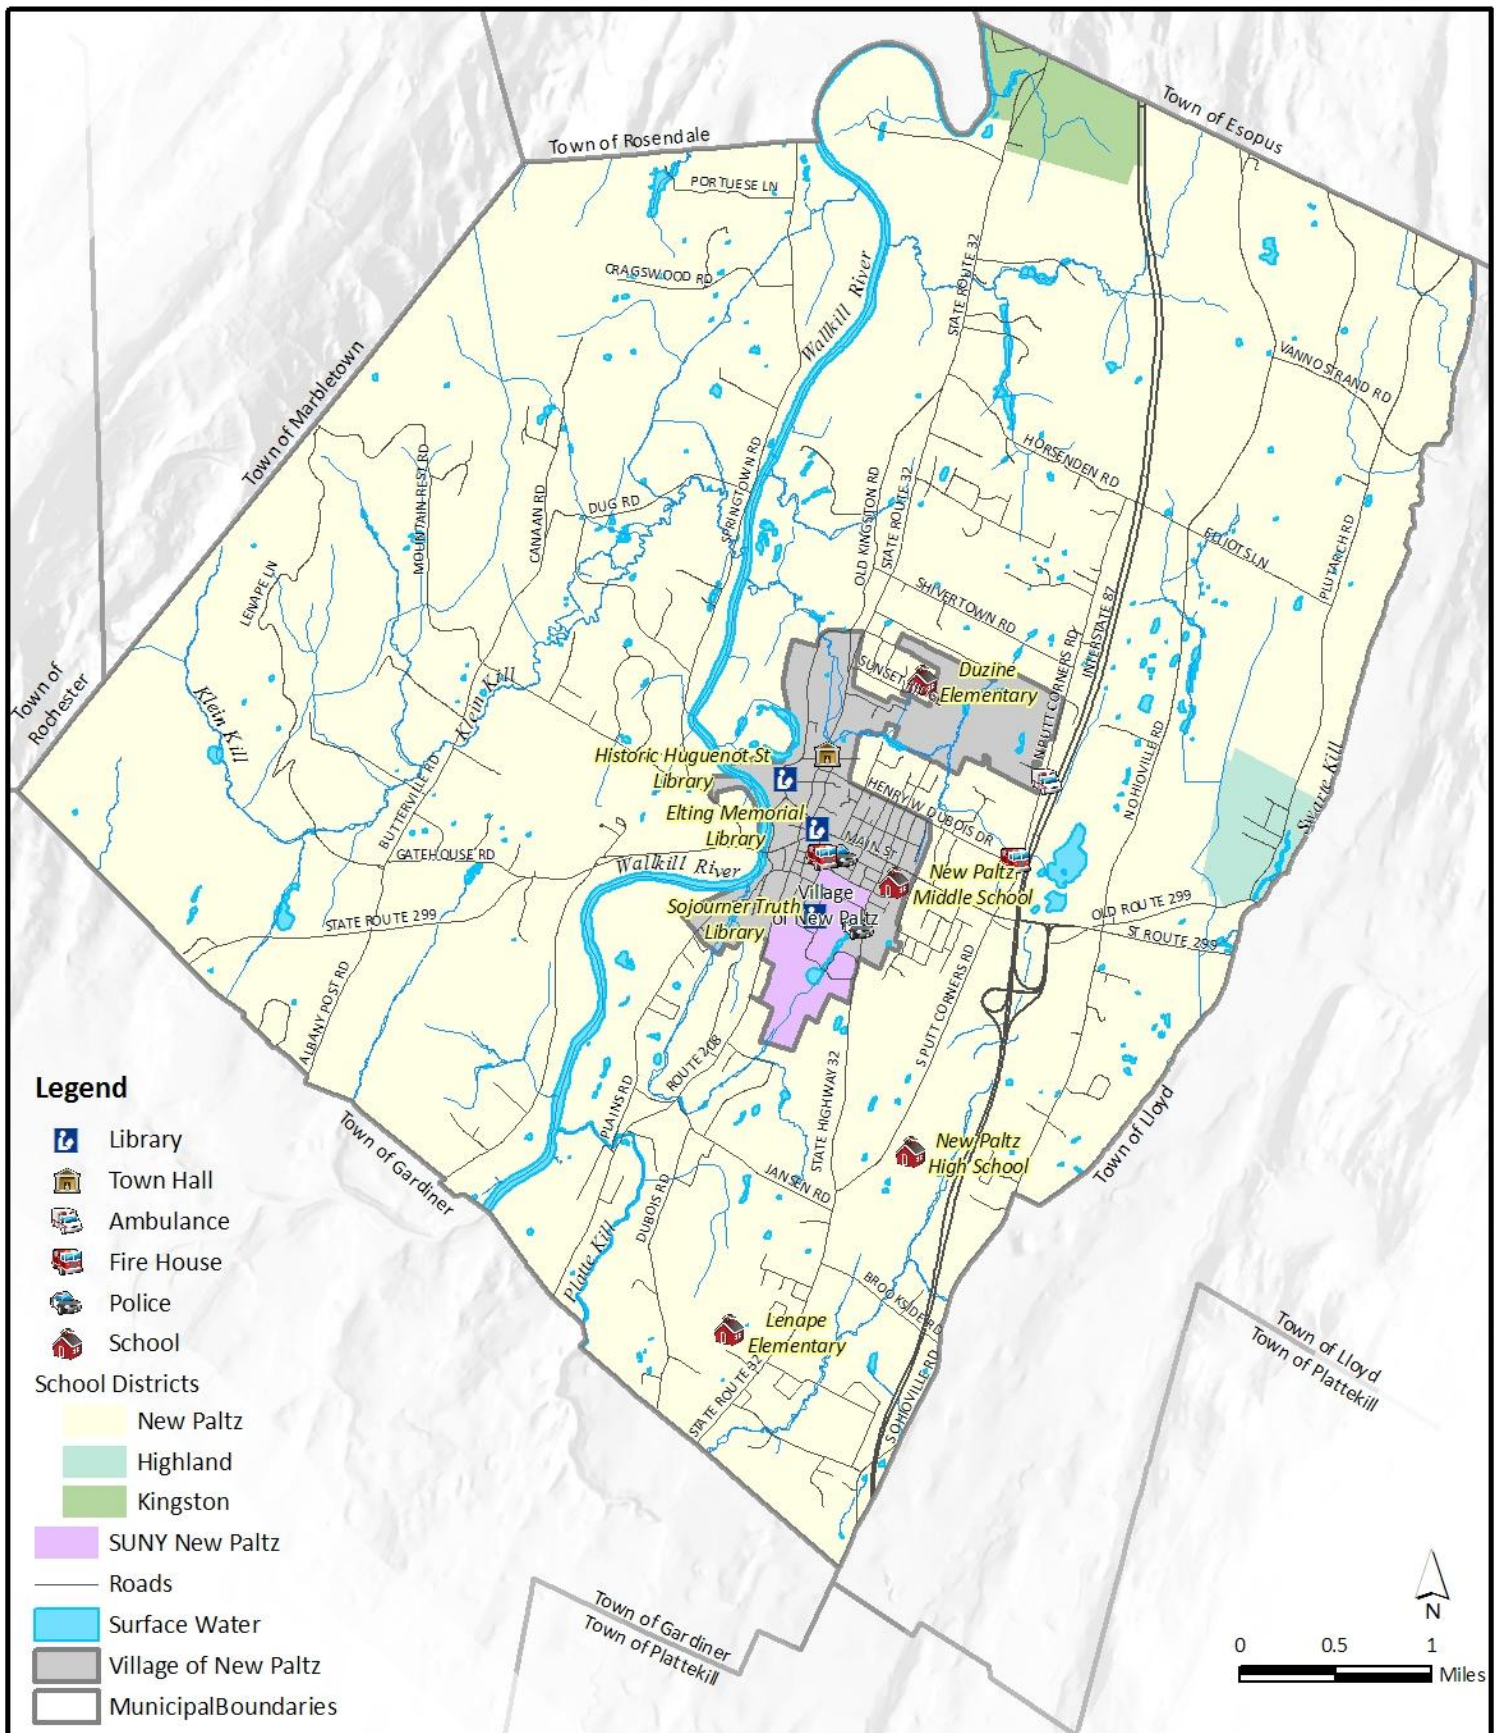 Town of Esopus
Town of Rosendale
PORTUESE LN
CRAGSWOOD RD
Wallkill River
STATE ROUTE 32
VANNOSTRAND RD
Town of Marbletown
HORSENDEN RD
MOUNTAIN REST RD
SPRINGTOWN RD
CANAAN RD
DUG RD
OLD KINGSTON RD
STATE ROUTE 32
ELLIOTS LN
PLUTARCH RD
LENAPE LN
SHIVERTOWN RD
INTERSTATE 87
N PUTT CORNERS RD
SUNSET
Duzine
Elementary
Town of
Rochester
Klein Kill
Klein Kill
N OHIOVILLE RD
Swarte Kill
Historic Huguenot St
Library
BUTTERVILLE RD
HENRY W DUBOIS DR
Elting Memorial
Library
MAIN ST
GATEHOUSE RD
Wallkill River
New Paltz
Middle School
Village
of New Paltz
Sojourner Truth
Library
STATE ROUTE 299
OLD ROUTE 299
ST ROUTE 299
ALBANY POST RD
S PUTT CORNERS RD
ROUTE 208
STATE HIGHWAY 32
PLAINS RD
Town of Lloyd
Town of Gardiner
New Paltz
High School
JANSEN RD
DUBOIS RD
Platte Kill
BROOKSIDE RD
Lenape
Elementary
STATE ROUTE 32
S OHIOVILLE RD
Town of Lloyd
Town of Plattekill
Town of Gardiner
Town of Plattekill
Legend
Library
Town Hall
Ambulance
Fire House
Police
School
School Districts
New Paltz
Highland
Kingston
SUNY New Paltz
Roads
Surface Water
Village of New Paltz
MunicipalBoundaries
N
0 0.5 1
Miles